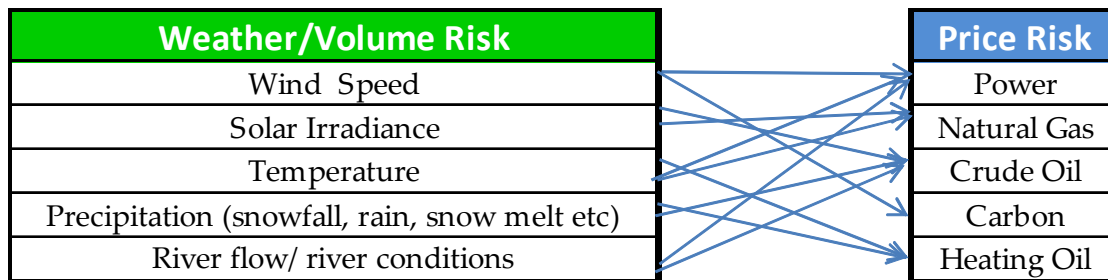 Weather/Volume Risk Price Risk
Wind Speed Power
Solar Irradiance Natural Gas
Temperature Crude Oil
Precipitation (snowfall, rain, snow melt etc) Carbon
River flow/ river conditions Heating Oil